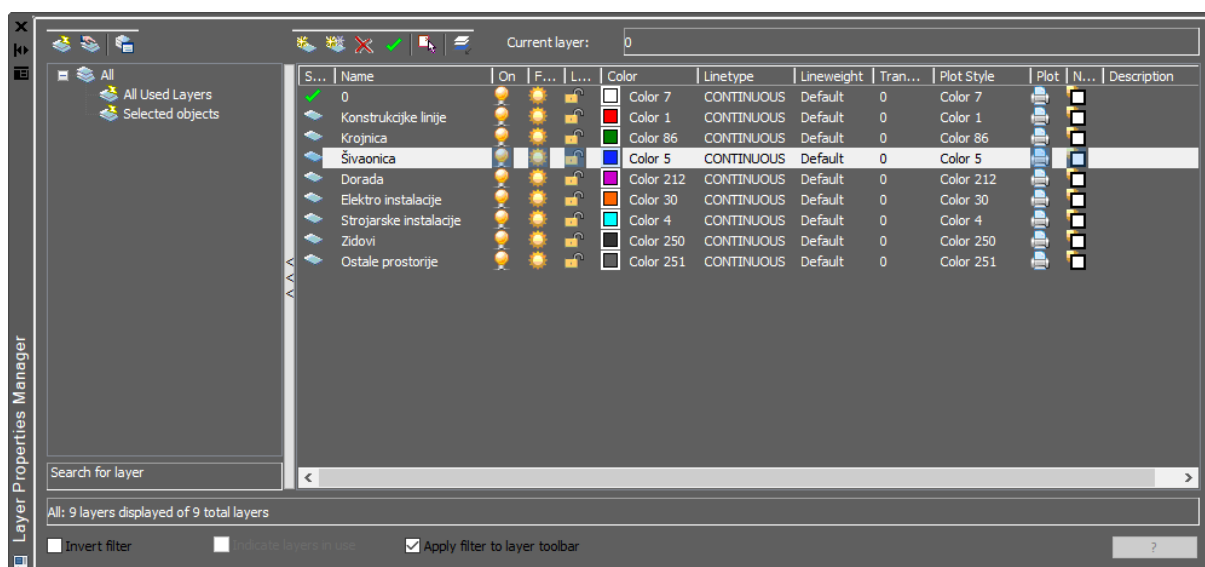 Current layer: 0
All
All Used Layers
Selected objects
S... Name On F... L... Color Linetype Lineweight Tran... Plot Style Plot N... Description
0 Color 7 CONTINUOUS Default 0 Color 7
Konstrukcijke linije Color 1 CONTINUOUS Default 0 Color 1
Krojnica Color 86 CONTINUOUS Default 0 Color 86
Šivaonica Color 5 CONTINUOUS Default 0 Color 5
Dorada Color 212 CONTINUOUS Default 0 Color 212
Elektro instalacije Color 30 CONTINUOUS Default 0 Color 30
Strojarske instalacije Color 4 CONTINUOUS Default 0 Color 4
Zidovi Color 250 CONTINUOUS Default 0 Color 250
Ostale prostorije Color 251 CONTINUOUS Default 0 Color 251
Search for layer
All: 9 layers displayed of 9 total layers
Invert filter Indicate layers in use Apply filter to layer toolbar ?
Layer Properties Manager